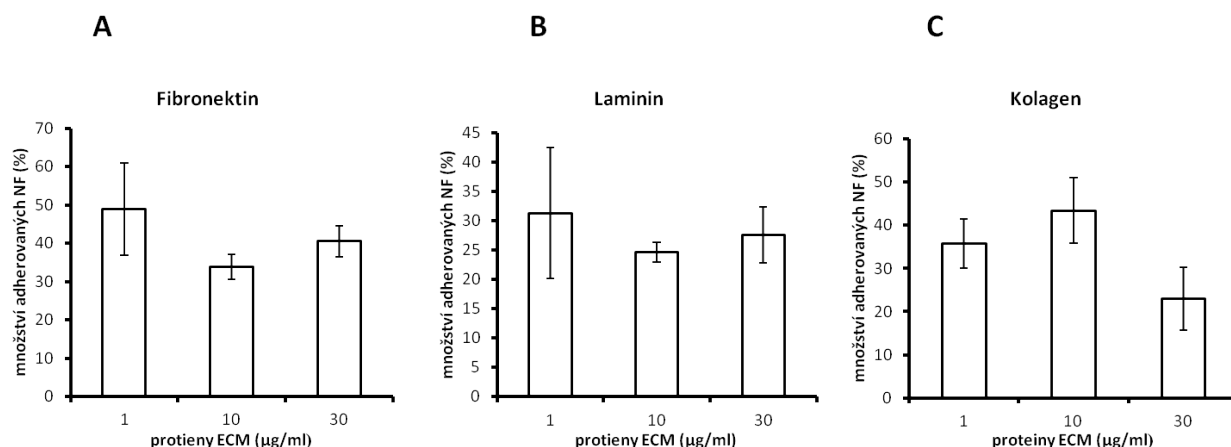 A
Fibronektin
množství adherovaných NF (%)
70
60
50
40
30
20
10
0
1 10 30
protieny ECM (µg/ml)
B
Laminin
množství adherovaných NF (%)
45
40
35
30
25
20
15
10
5
0
1 10 30
protieny ECM (µg/ml)
C
Kolagen
množství adherovaných NF (%)
60
50
40
30
20
10
0
1 10 30
proteiny ECM (µg/ml)